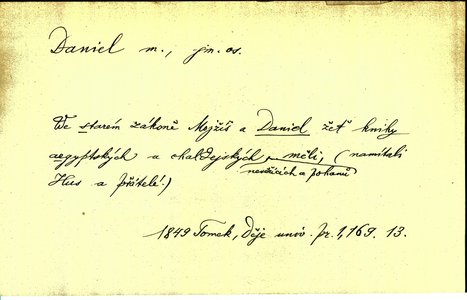 Daniel m., jm. os.
We starém zákoně Mojžíš a Daniel žeť knihy
aegyptských a chaldejských měli, (namítali
nevěřících a pohanů
Hus a přátelé.)
1849 Tomek, Děje univ. pr. 1, 169. 13.